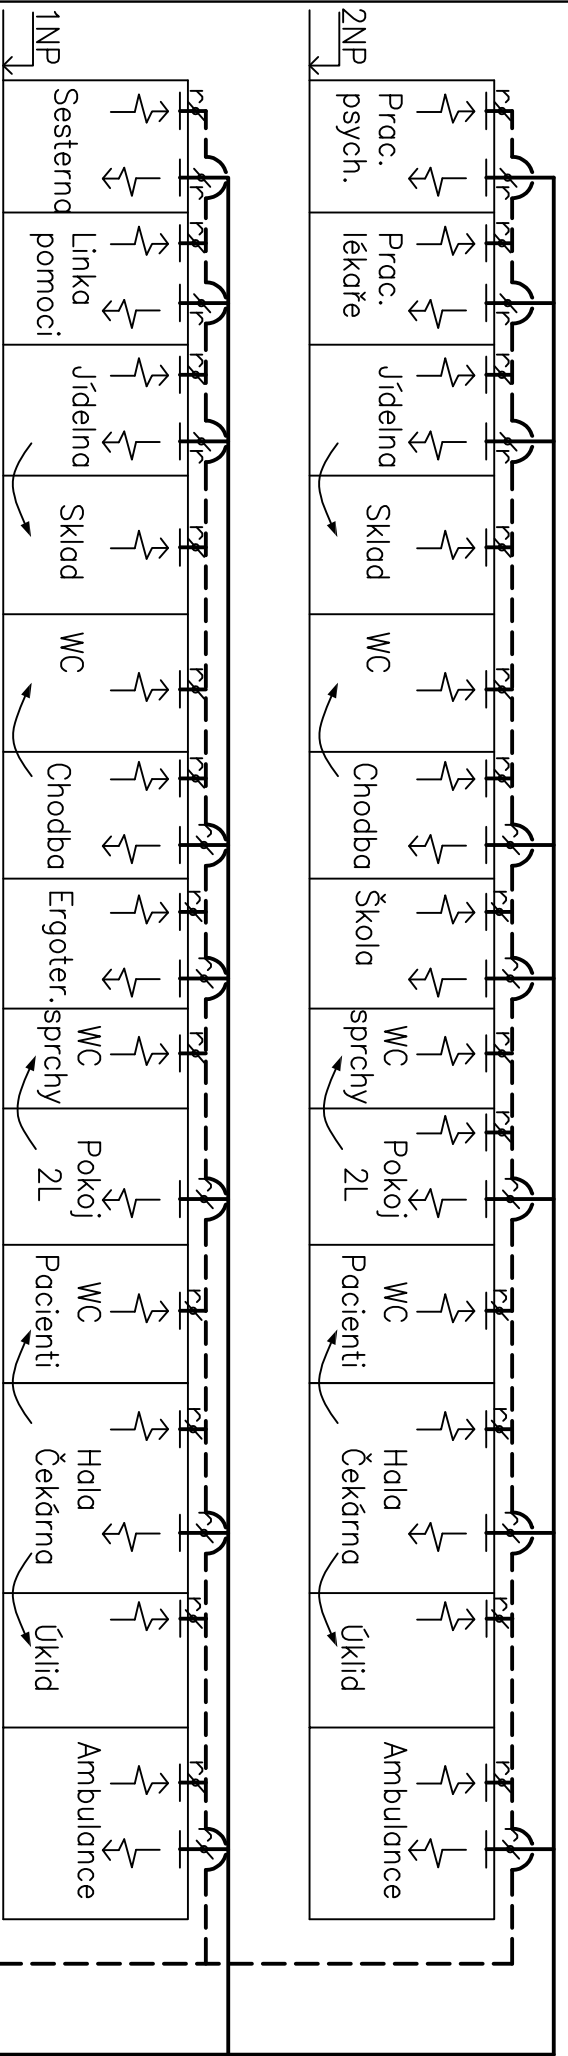 2NP
Prac.
psych.
Prac.
lékaře
Jídelna
Sklad
WC
Chodba
Škola
WC
sprchy
Pokoj
2L
WC
Pacienti
Hala
Čekárna
Úklid
Ambulance
1NP
Sesterna
Linka
pomoci
Jídelna
Sklad
WC
Chodba
Ergoter.
WC
sprchy
Pokoj
2L
WC
Pacienti
Hala
Čekárna
Úklid
Ambulance